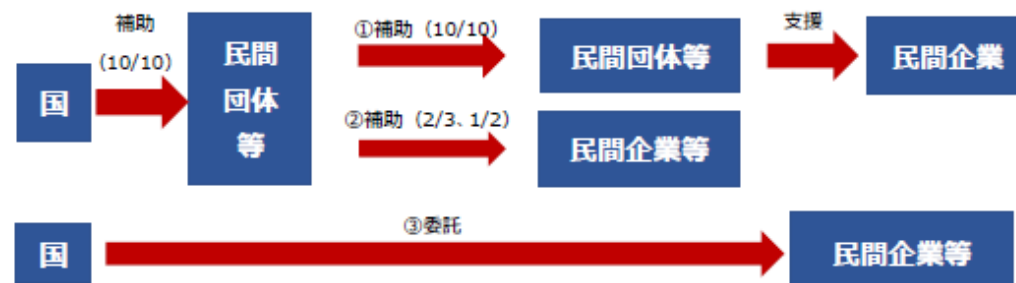 補助
(10/10)
国
民間
団体
等
①補助（10/10）
民間団体等
支援
民間企業
②補助（2/3、1/2）
民間企業等
国
③委託
民間企業等